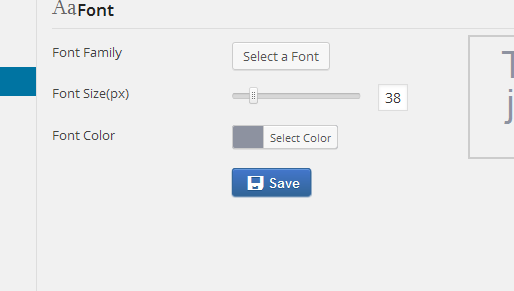 AaFont
Font Family
Select a Font
Font Size(px)
38
Font Color
Select Color
Save
T
j